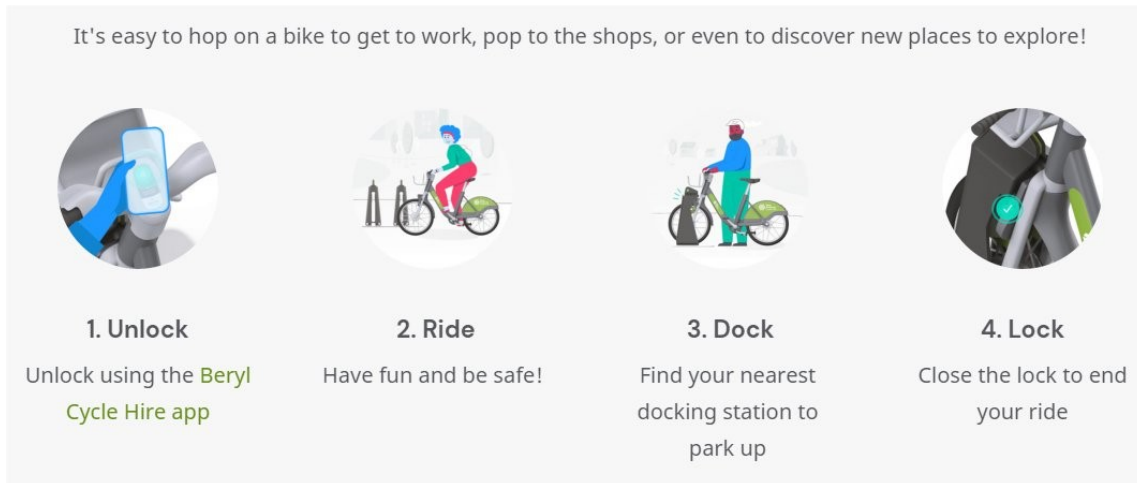 It's easy to hop on a bike to get to work, pop to the shops, or even to discover new places to explore!
1. Unlock
Unlock using the Beryl
Cycle Hire app
2. Ride
Have fun and be safe!
3. Dock
Find your nearest
docking station to
park up
4. Lock
Close the lock to end
your ride